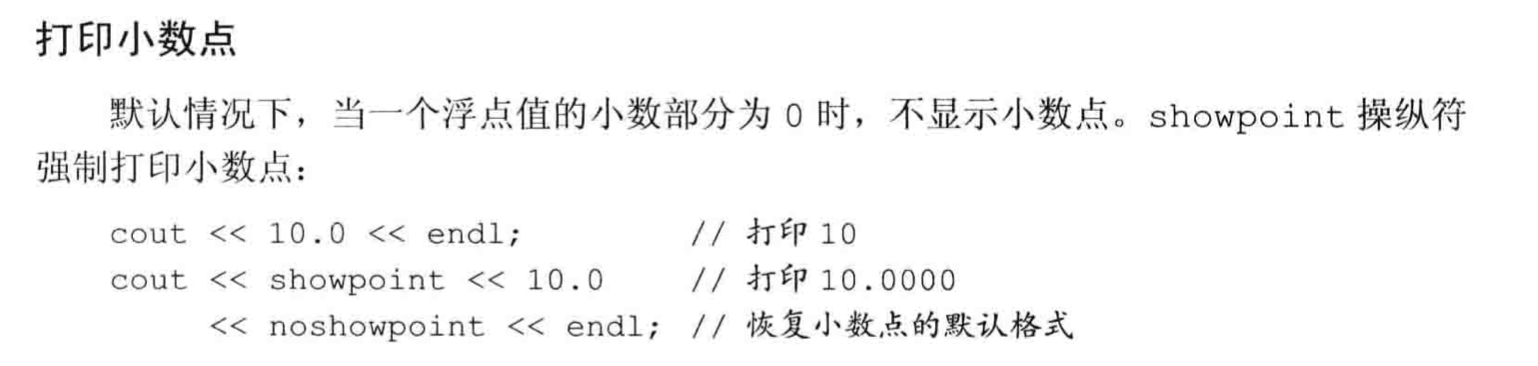 打印小数点
默认情况下，当一个浮点值的小数部分为 0 时，不显示小数点。showpoint 操纵符
强制打印小数点：
cout << 10.0 << endl; // 打印 10
cout << showpoint << 10.0 // 打印 10.0000
<< noshowpoint << endl; // 恢复小数点的默认格式